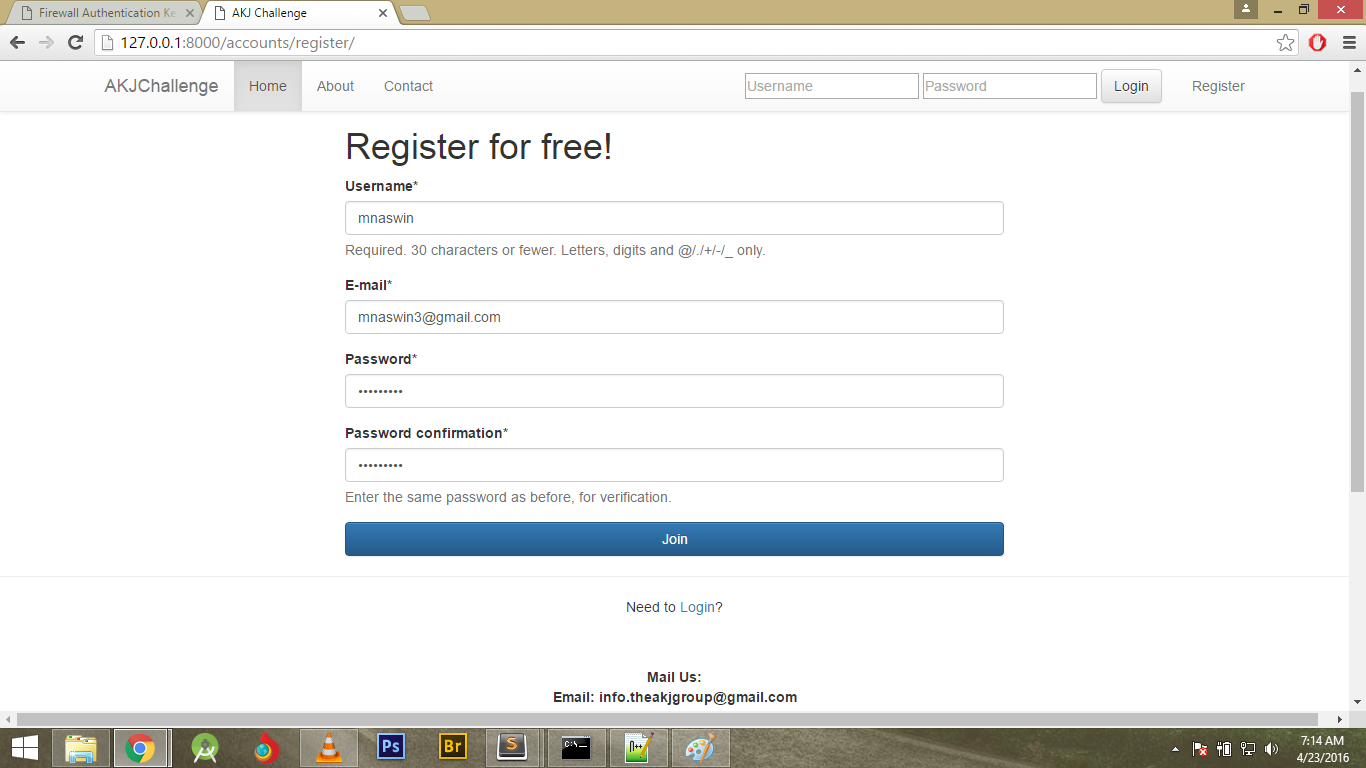 Firewall Authentication Ke
AKJ Challenge
127.0.0.1:8000/accounts/register/
AKJChallenge Home About Contact Username Password Login Register
Register for free!
Username*
mnaswin
Required. 30 characters or fewer. Letters, digits and @/./+/-/_ only.
E-mail*
mnaswin3@gmail.com
Password*
•••••••••
Password confirmation*
•••••••••
Enter the same password as before, for verification.
Join
Need to Login?
Mail Us:
Email: info.theakjgroup@gmail.com
Ps
Br
S
C:\
7:14 AM
4/23/2016